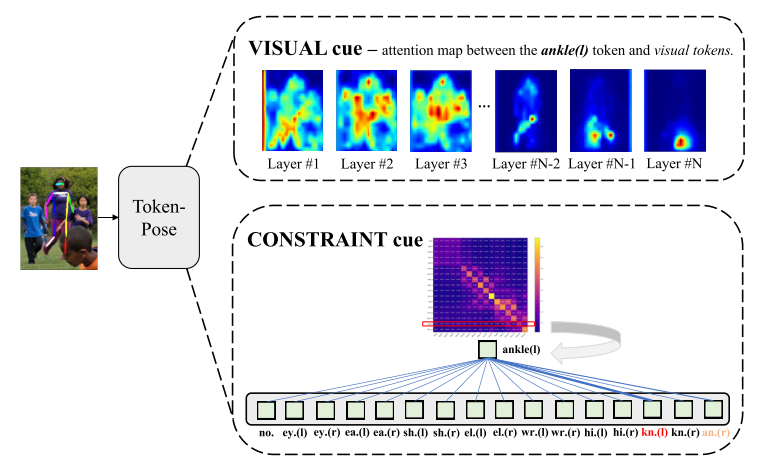 VISUAL cue – attention map between the ankle(l) token and visual tokens.
...
Layer #1 Layer #2 Layer #3 Layer #N-2 Layer #N-1 Layer #N
Token-
Pose
CONSTRAINT cue
ankle(l)
no. ey.(l) ey.(r) ea.(l) ea.(r) sh.(l) sh.(r) el.(l) el.(r) wr.(l) wr.(r) hi.(l) hi.(r) kn.(l) kn.(r) an.(r)